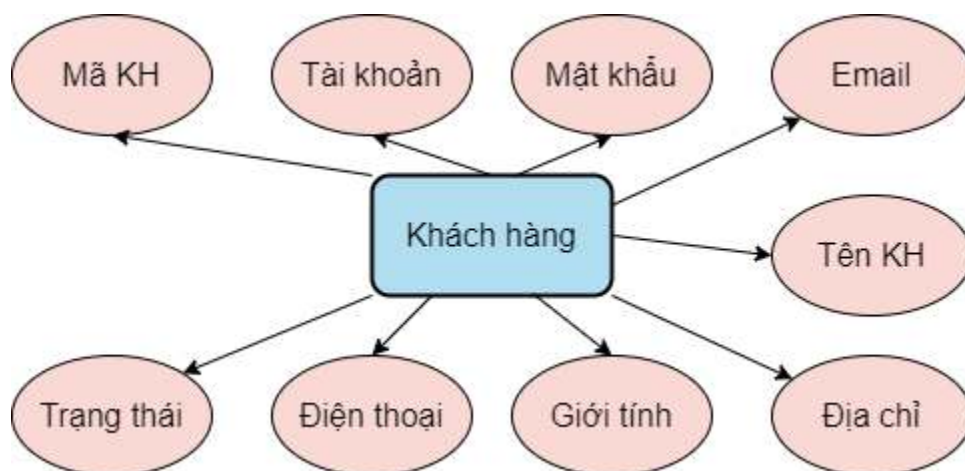 Mã KH
Tài khoản
Mật khẩu
Email
Khách hàng
Tên KH
Trạng thái
Điện thoại
Giới tính
Địa chỉ